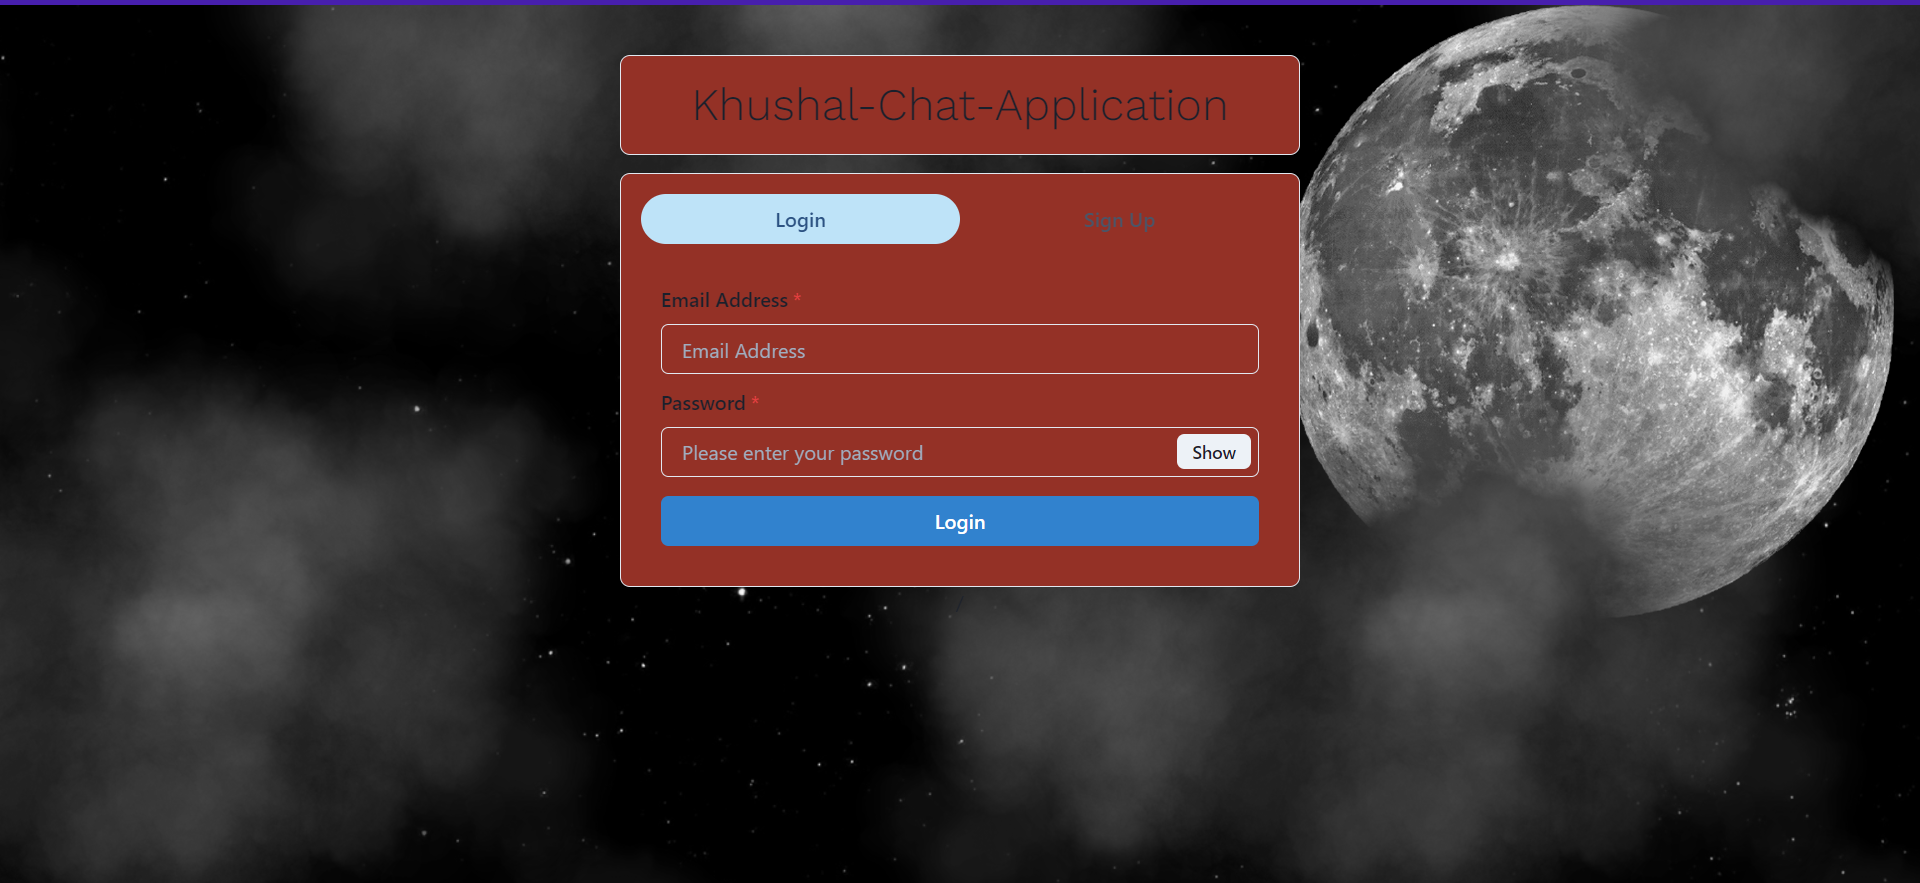 Khushal-Chat-Application
Login
Sign Up
Email Address *
Email Address
Password *
Please enter your password
Show
Login